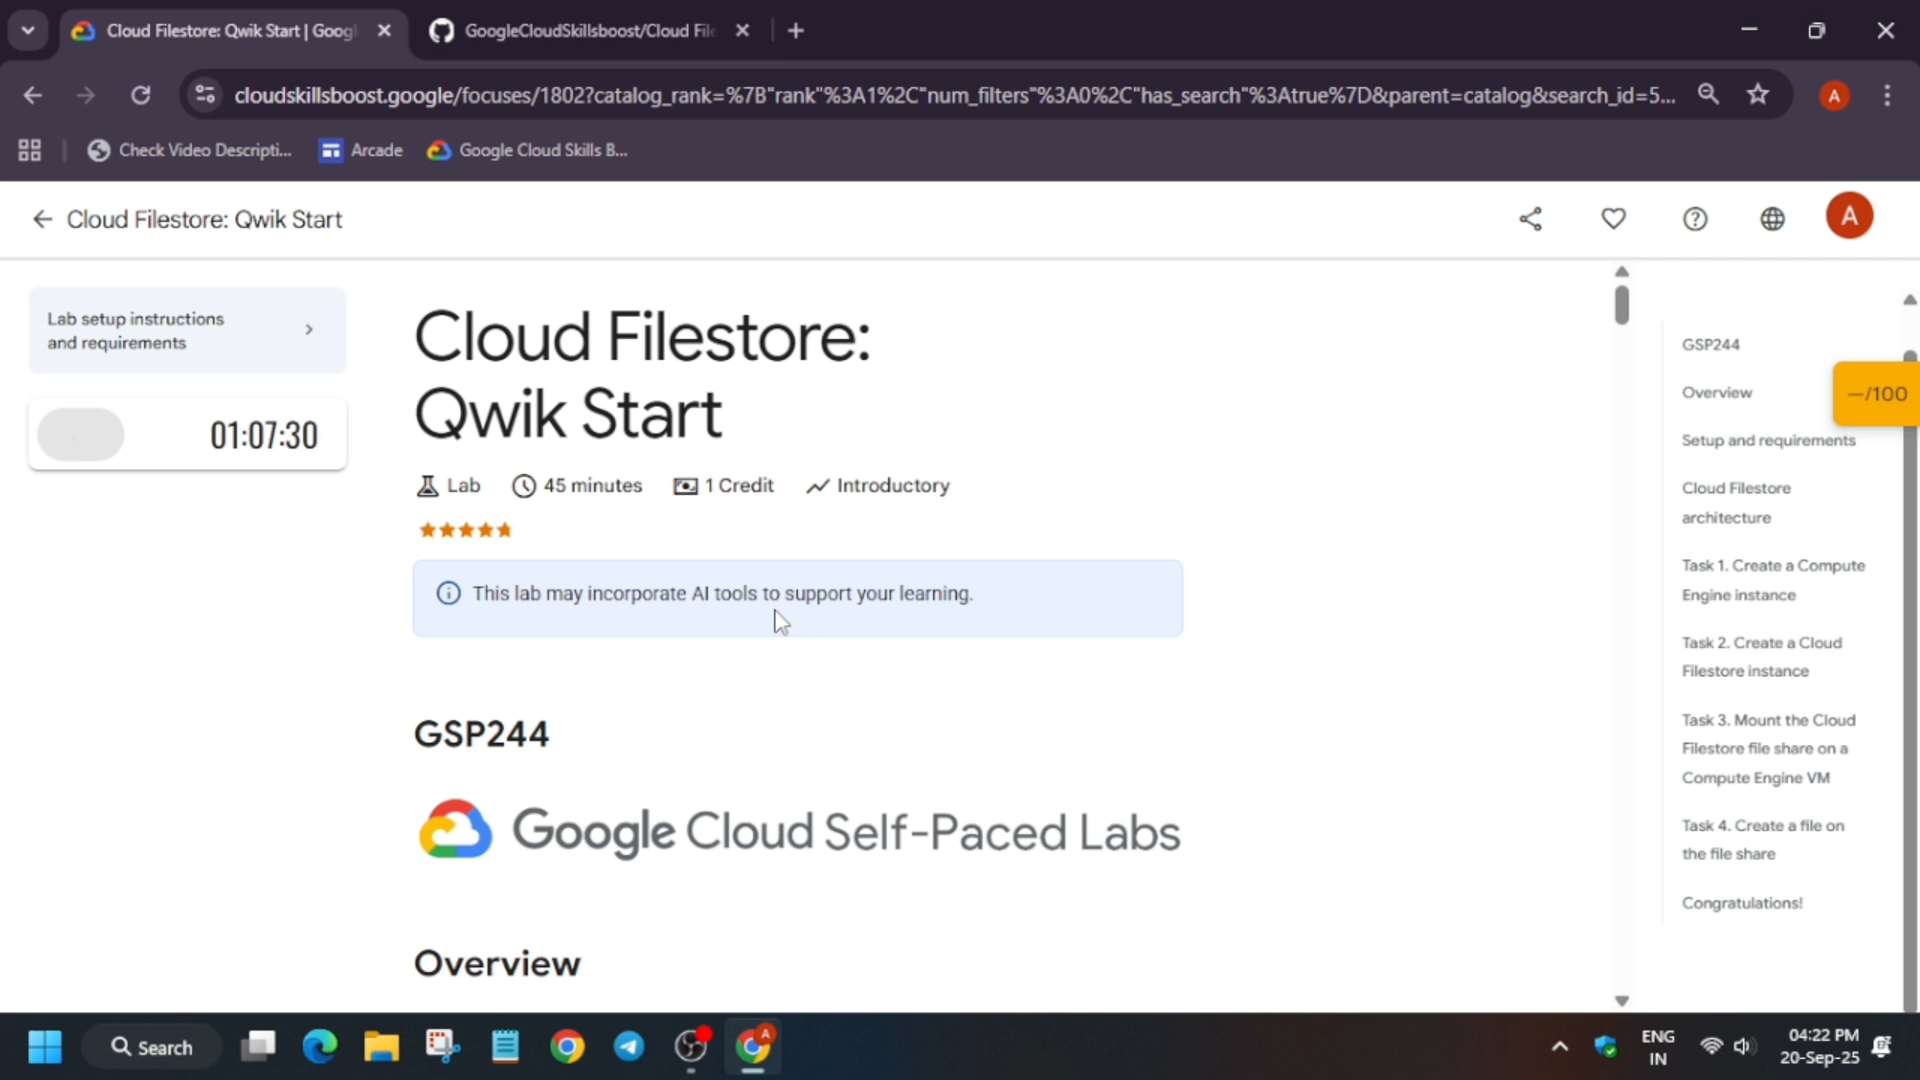 Cloud Filestore: Qwik Start | Goog
GoogleCloudSkillsboost/Cloud File
cloudskillsboost.google/focuses/1802?catalog_rank=%7B"rank"%3A1%2C"num_filters"%3A0%2C"has_search"%3Atrue%7D&parent=catalog&search_id=5...
A
Check Video Descripti...
Arcade
Google Cloud Skills B...
Cloud Filestore: Qwik Start
A
Lab setup instructions
and requirements
01:07:30
Cloud Filestore:
Qwik Start
Lab
45 minutes
1 Credit
Introductory
This lab may incorporate AI tools to support your learning.
GSP244
Google Cloud Self-Paced Labs
Overview
GSP244
Overview
—/100
Setup and requirements
Cloud Filestore
architecture
Task 1. Create a Compute
Engine instance
Task 2. Create a Cloud
Filestore instance
Task 3. Mount the Cloud
Filestore file share on a
Compute Engine VM
Task 4. Create a file on
the file share
Congratulations!
Search
A
ENG
IN
04:22 PM
20-Sep-25